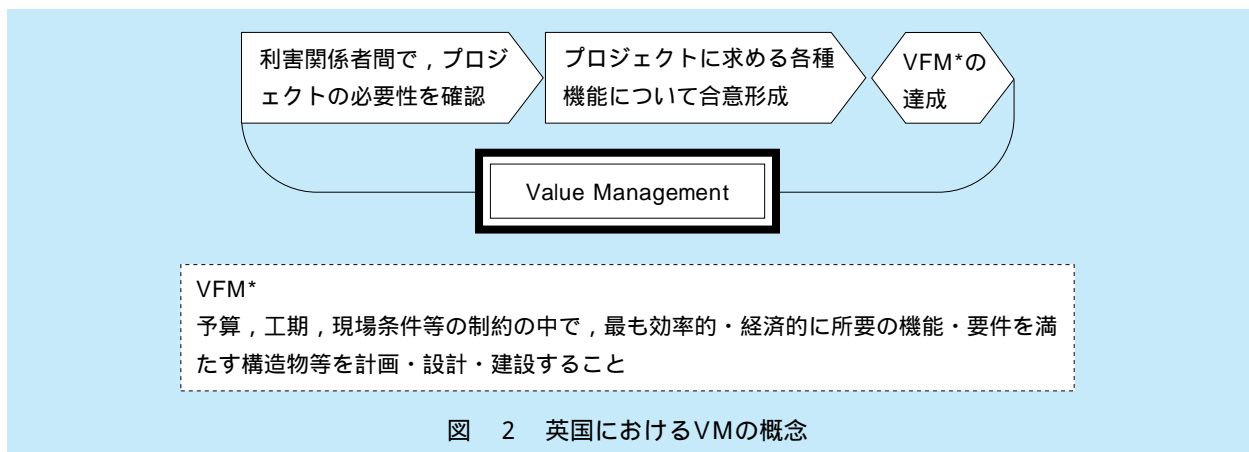 利害関係者間で，プロジ
ェクトの必要性を確認
プロジェクトに求める各種
機能について合意形成
VFM*の
達成
Value Management
VFM*
予算，工期，現場条件等の制約の中で，最も効率的・経済的に所要の機能・要件を満
たす構造物等を計画・設計・建設すること
図　2　英国におけるVMの概念